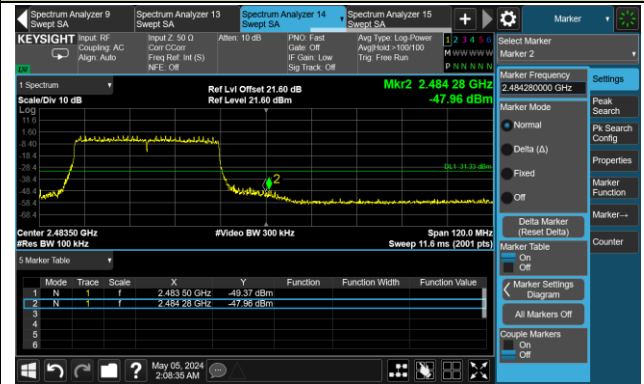 Spectrum Analyzer 9
Swept SA
Spectrum Analyzer 13
Swept SA
Spectrum Analyzer 14
Swept SA
Spectrum Analyzer 15
Swept SA
+
Marker
KEYSIGHT
Input: RF
Coupling: AC
Align: Auto
Input Z: 50 Ω
Corr CCorr
Freq Ref: Int (S)
NFE: Off
Atten: 10 dB
PNO: Fast
Gate: Off
IF Gain: Low
Sig Track: Off
Avg Type: Log-Power
Avg|Hold >100/100
Trig: Free Run
1 2 3 4 5 6
M W W W W W
P N N N N N
Select Marker
Marker 2
1 Spectrum
Scale/Div 10 dB
Ref Lvl Offset 21.60 dB
Ref Level 21.60 dBm
Mkr2 2.484 28 GHz
-47.96 dBm
Log
11.6
1.60
-8.40
-18.4
-28.4
-38.4
-48.4
-58.4
-68.4
DL1 -31.33 dBm
2
Center 2.48350 GHz
#Res BW 100 kHz
#Video BW 300 kHz
Span 120.0 MHz
Sweep 11.6 ms (2001 pts)
5 Marker Table
Mode Trace Scale X Y Function Function Width Function Value
1 N 1 f 2.483 50 GHz -49.37 dBm
2 N 1 f 2.484 28 GHz -47.96 dBm
3
4
5
6
Marker Frequency
2.484280000 GHz
Marker Mode
Normal
Delta (Δ)
Fixed
Off
Delta Marker
(Reset Delta)
Marker Table
On
Off
Marker Settings
Diagram
All Markers Off
Couple Markers
On
Off
Settings
Peak
Search
Pk Search
Config
Properties
Marker
Function
Marker→
Counter
?
May 05, 2024
2:08:35 AM